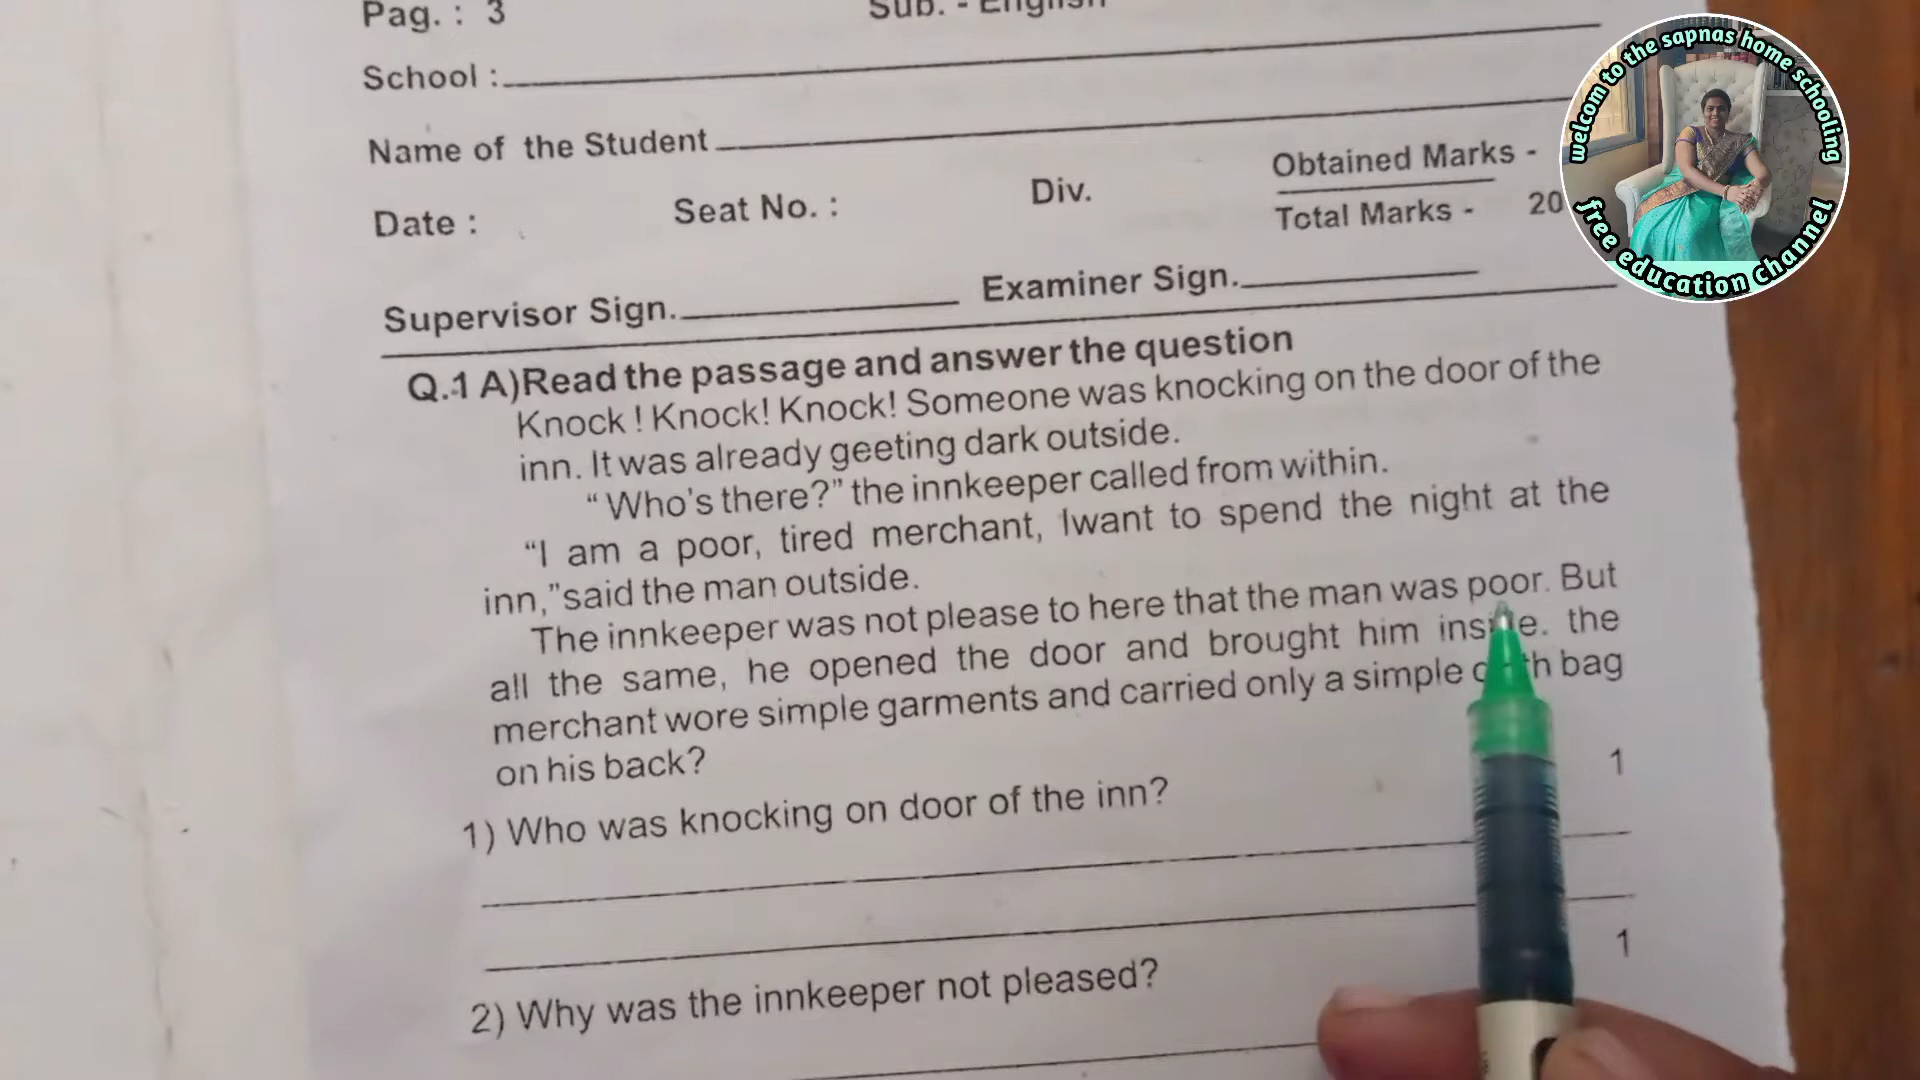 Pag. : 3 Sub. - English
School :
Name of the Student
Obtained Marks -
Date : Seat No. : Div. Total Marks - 20
Supervisor Sign. Examiner Sign.
Q.1 A)Read the passage and answer the question
Knock ! Knock! Knock! Someone was knocking on the door of the
inn. It was already geeting dark outside.
“ Who's there?” the innkeeper called from within.
“I am a poor, tired merchant, Iwant to spend the night at the
inn,”said the man outside.
The innkeeper was not please to here that the man was poor. But
all the same, he opened the door and brought him inside. the
merchant wore simple garments and carried only a simple cloth bag
on his back?
1) Who was knocking on door of the inn? 1
2) Why was the innkeeper not pleased? 1
welcom to the sapnas home schooling
free education channel